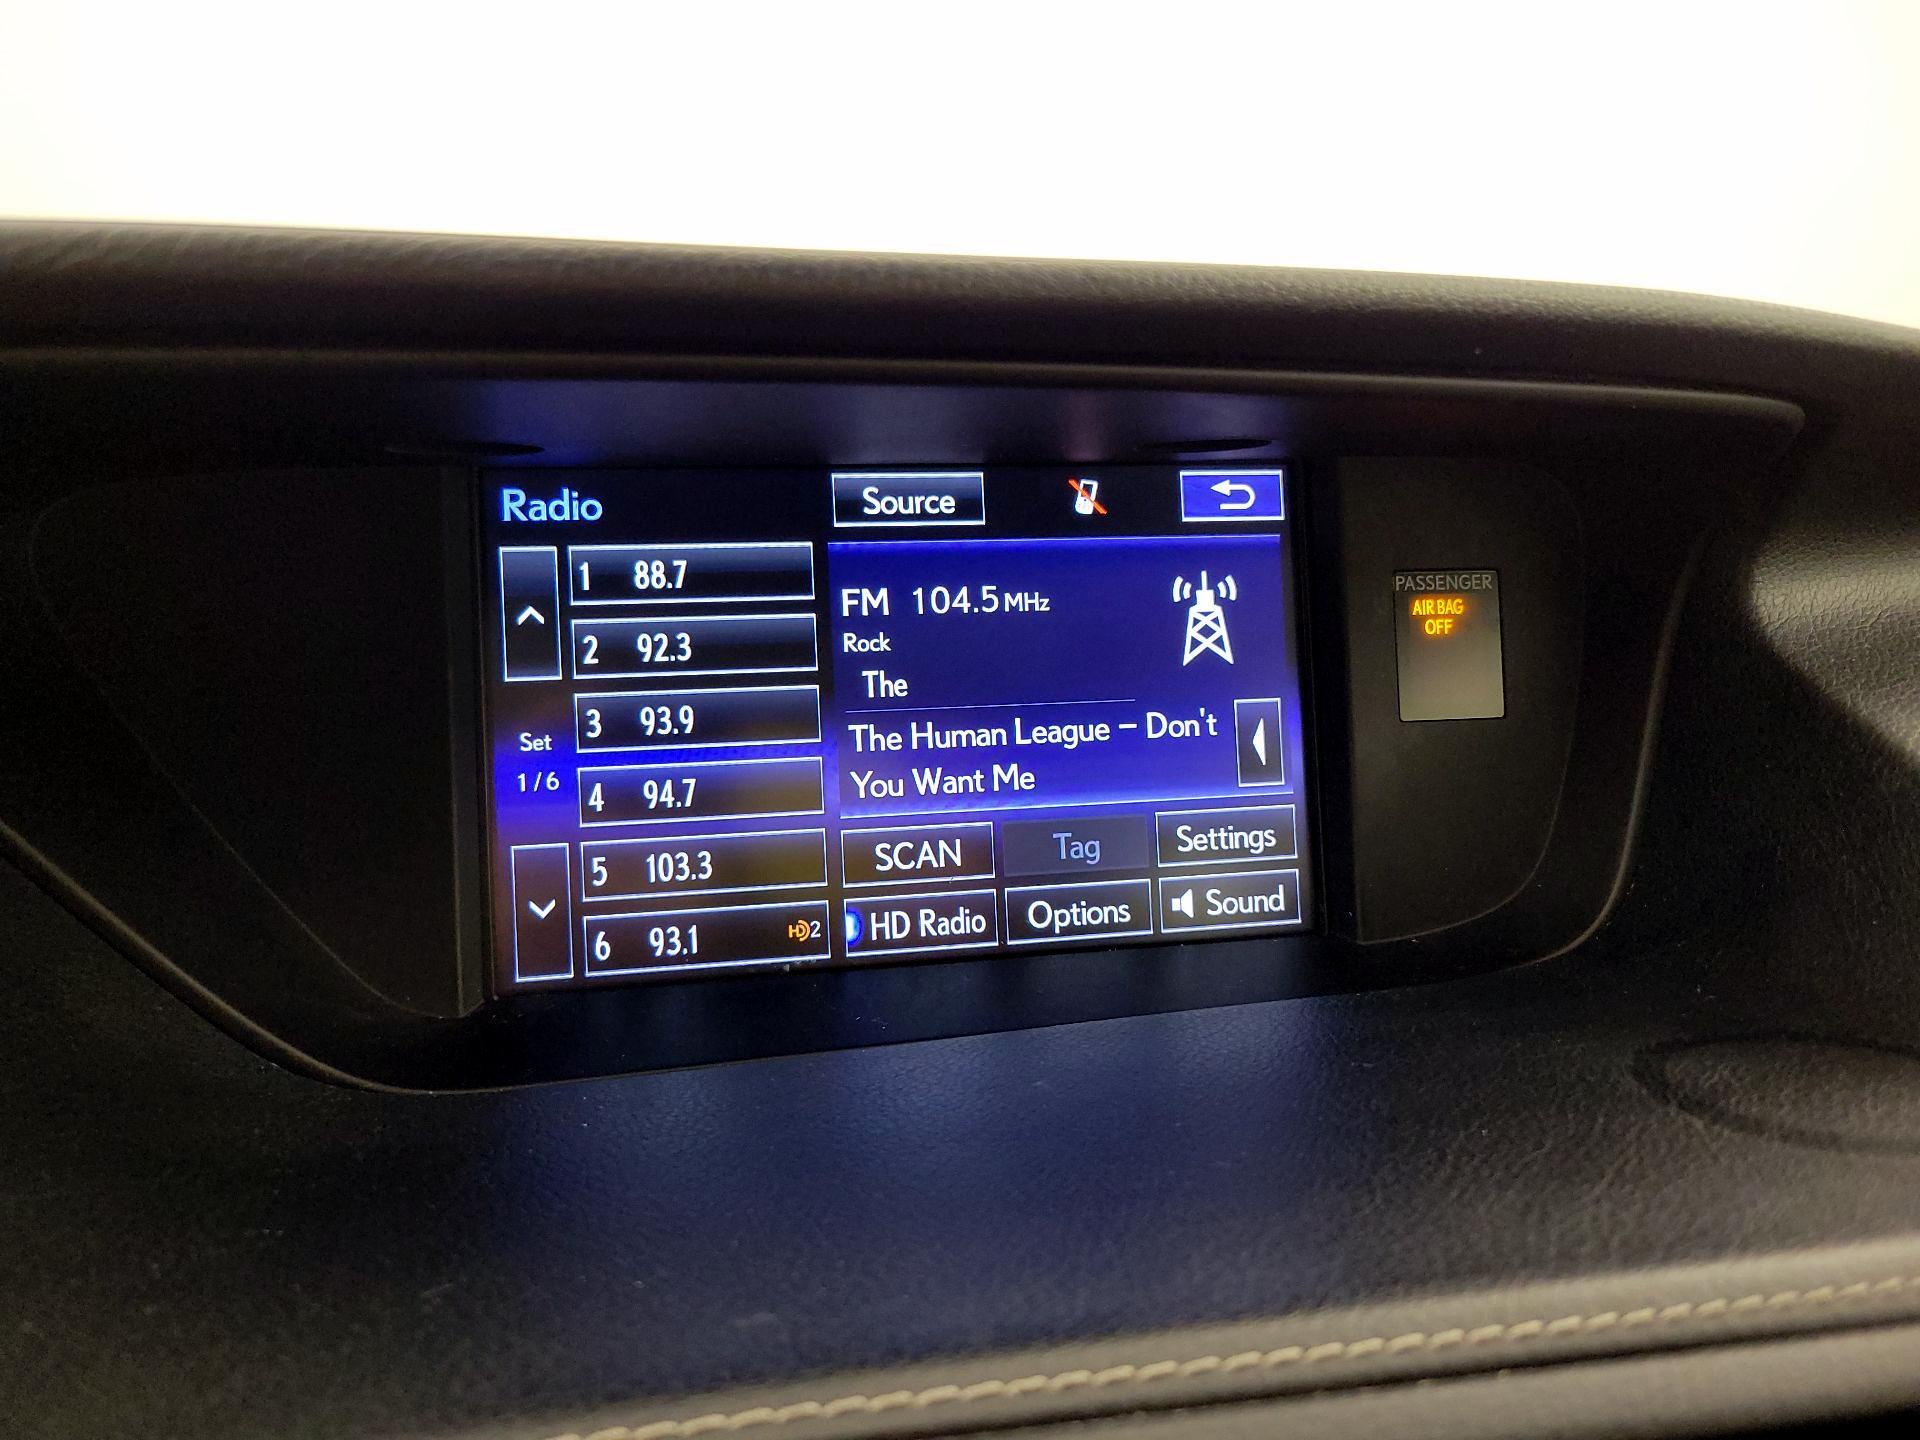 Radio
Source
1 88.7
2 92.3
3 93.9
4 94.7
5 103.3
6 93.1 HD2
Set
1/6
FM 104.5 MHz
Rock
The
The Human League – Don't
You Want Me
SCAN
Tag
Settings
HD Radio
Options
Sound
PASSENGER
AIR BAG
OFF